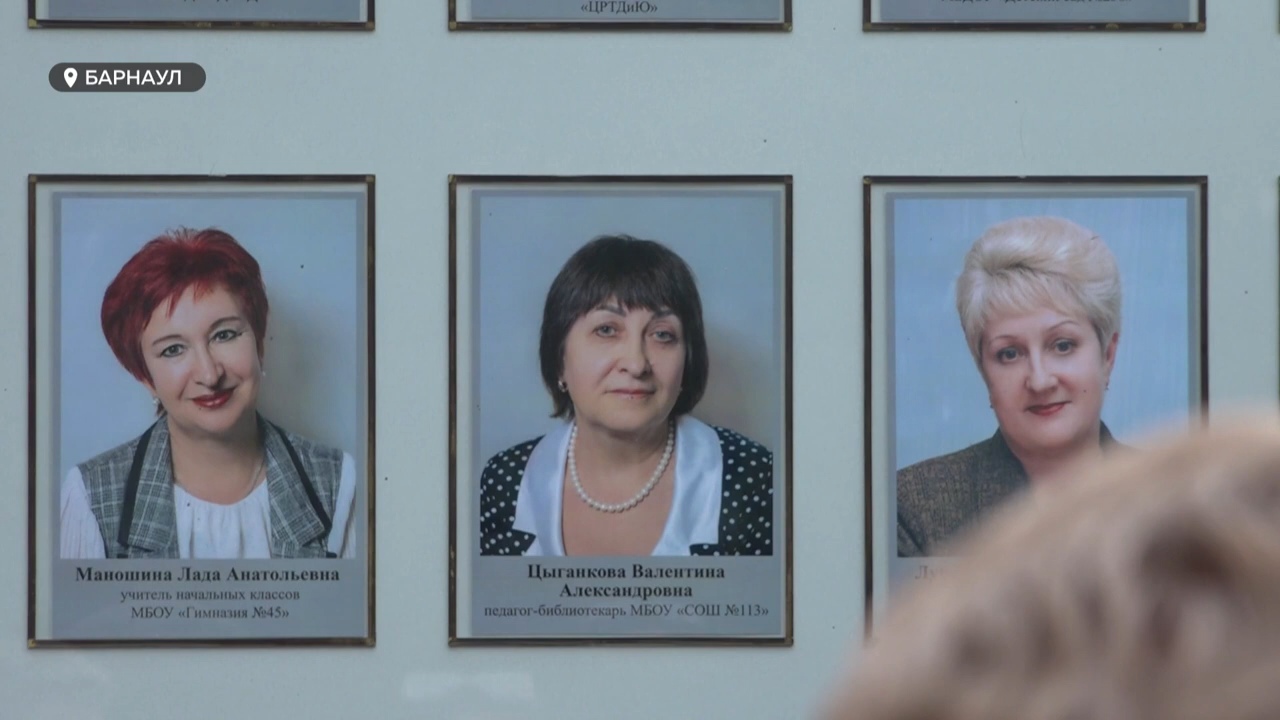 «ЦРТДиЮ»
БАРНАУЛ
Маношина Лада Анатольевна
учитель начальных классов
МБОУ «Гимназия №45»
Цыганкова Валентина
Александровна
педагог-библиотекарь МБОУ «СОШ №113»